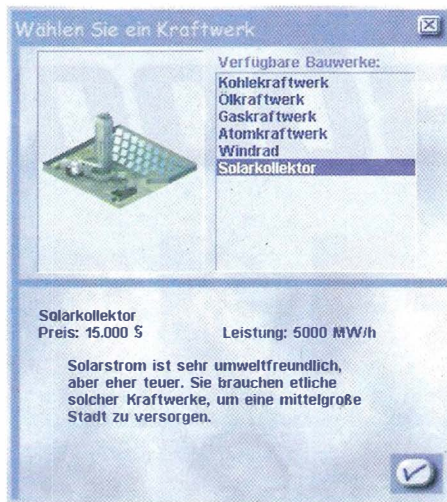 Wählen Sie ein Kraftwerk
Verfügbare Bauwerke:
Kohlekraftwerk
Ölkraftwerk
Gaskraftwerk
Atomkraftwerk
Windrad
Solarkollektor
Solarkollektor
Preis: 15.000 § Leistung: 5000 MW/h
Solarstrom ist sehr umweltfreundlich,
aber eher teuer. Sie brauchen etliche
solcher Kraftwerke, um eine mittelgroße
Stadt zu versorgen.